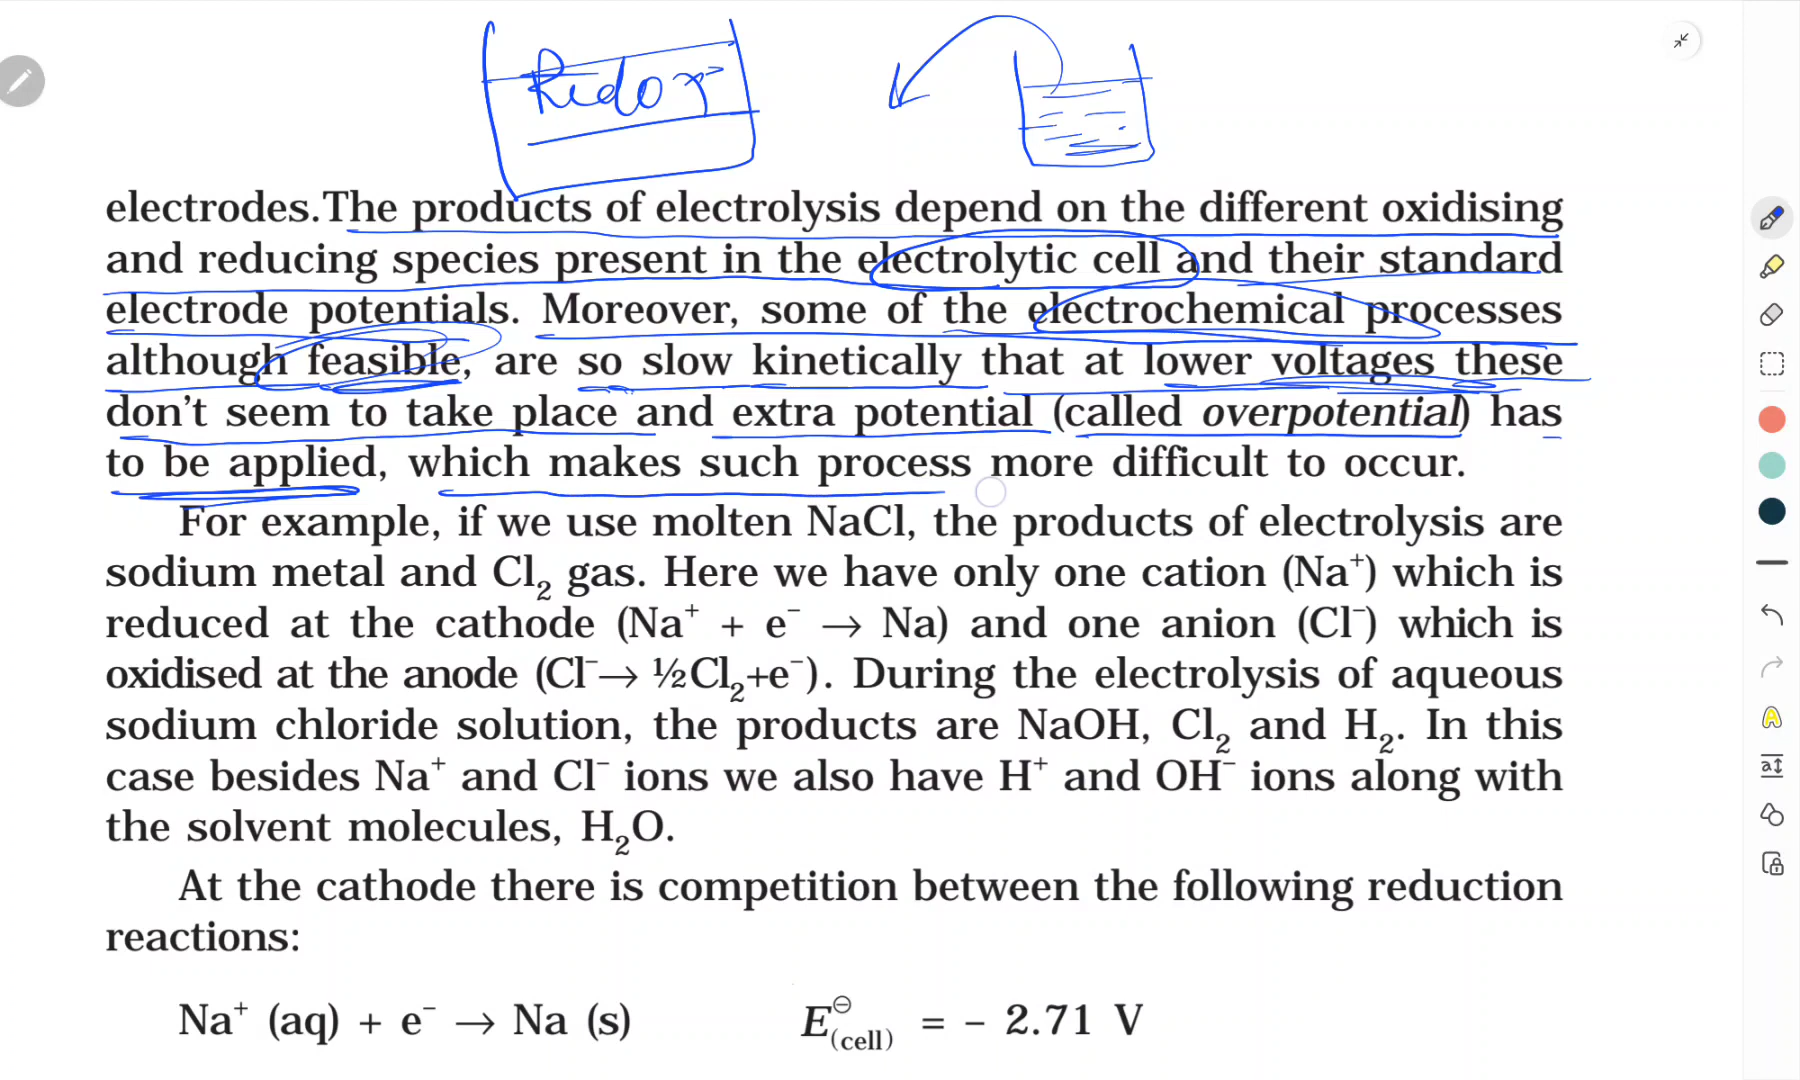 Redox
electrodes.The products of electrolysis depend on the different oxidising
and reducing species present in the electrolytic cell and their standard
electrode potentials. Moreover, some of the electrochemical processes
although feasible, are so slow kinetically that at lower voltages these
don't seem to take place and extra potential (called overpotential) has
to be applied, which makes such process more difficult to occur.
For example, if we use molten NaCl, the products of electrolysis are
sodium metal and Cl₂ gas. Here we have only one cation (Na⁺) which is
reduced at the cathode (Na⁺ + e⁻ → Na) and one anion (Cl⁻) which is
oxidised at the anode (Cl⁻→ ½Cl₂+e⁻). During the electrolysis of aqueous
sodium chloride solution, the products are NaOH, Cl₂ and H₂. In this
case besides Na⁺ and Cl⁻ ions we also have H⁺ and OH⁻ ions along with
the solvent molecules, H₂O.
At the cathode there is competition between the following reduction
reactions:
Na⁺ (aq) + e⁻ → Na (s) E⊖(cell) = – 2.71 V